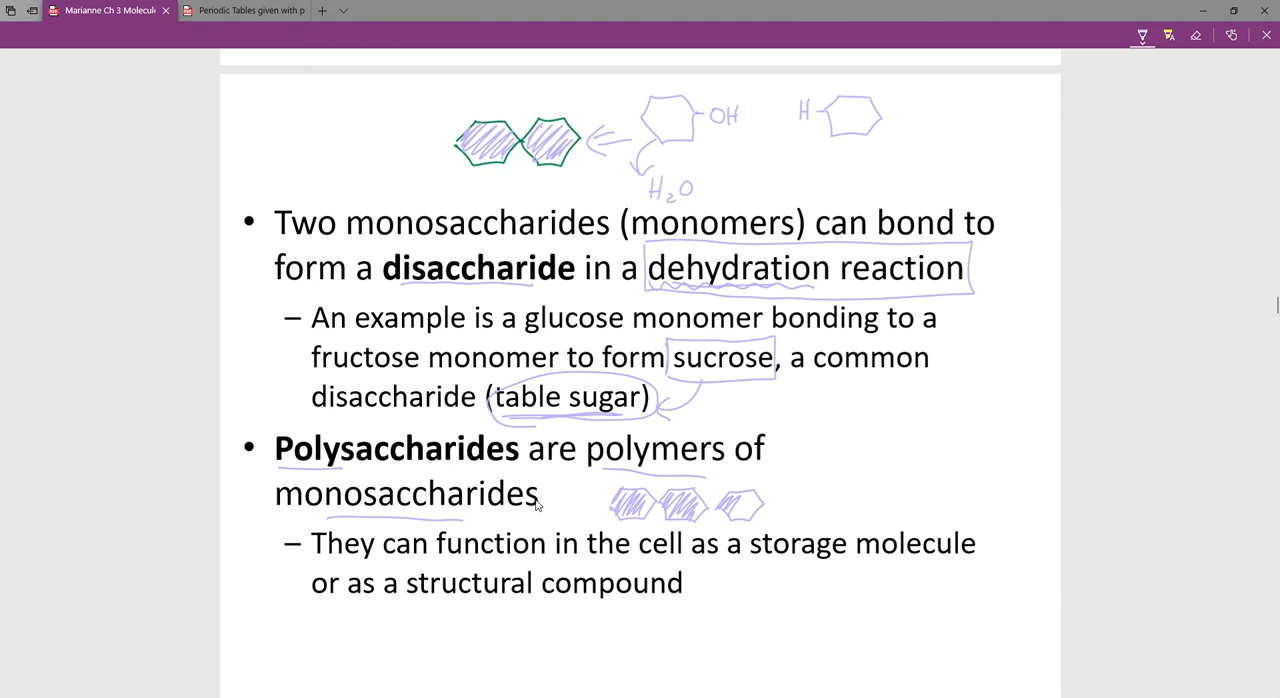 Marianne Ch 3 Molecul
Periodic Tables given with p
OH
H
H₂O
• Two monosaccharides (monomers) can bond to
form a disaccharide in a dehydration reaction
– An example is a glucose monomer bonding to a
fructose monomer to form sucrose, a common
disaccharide (table sugar)
• Polysaccharides are polymers of
monosaccharides
– They can function in the cell as a storage molecule
or as a structural compound